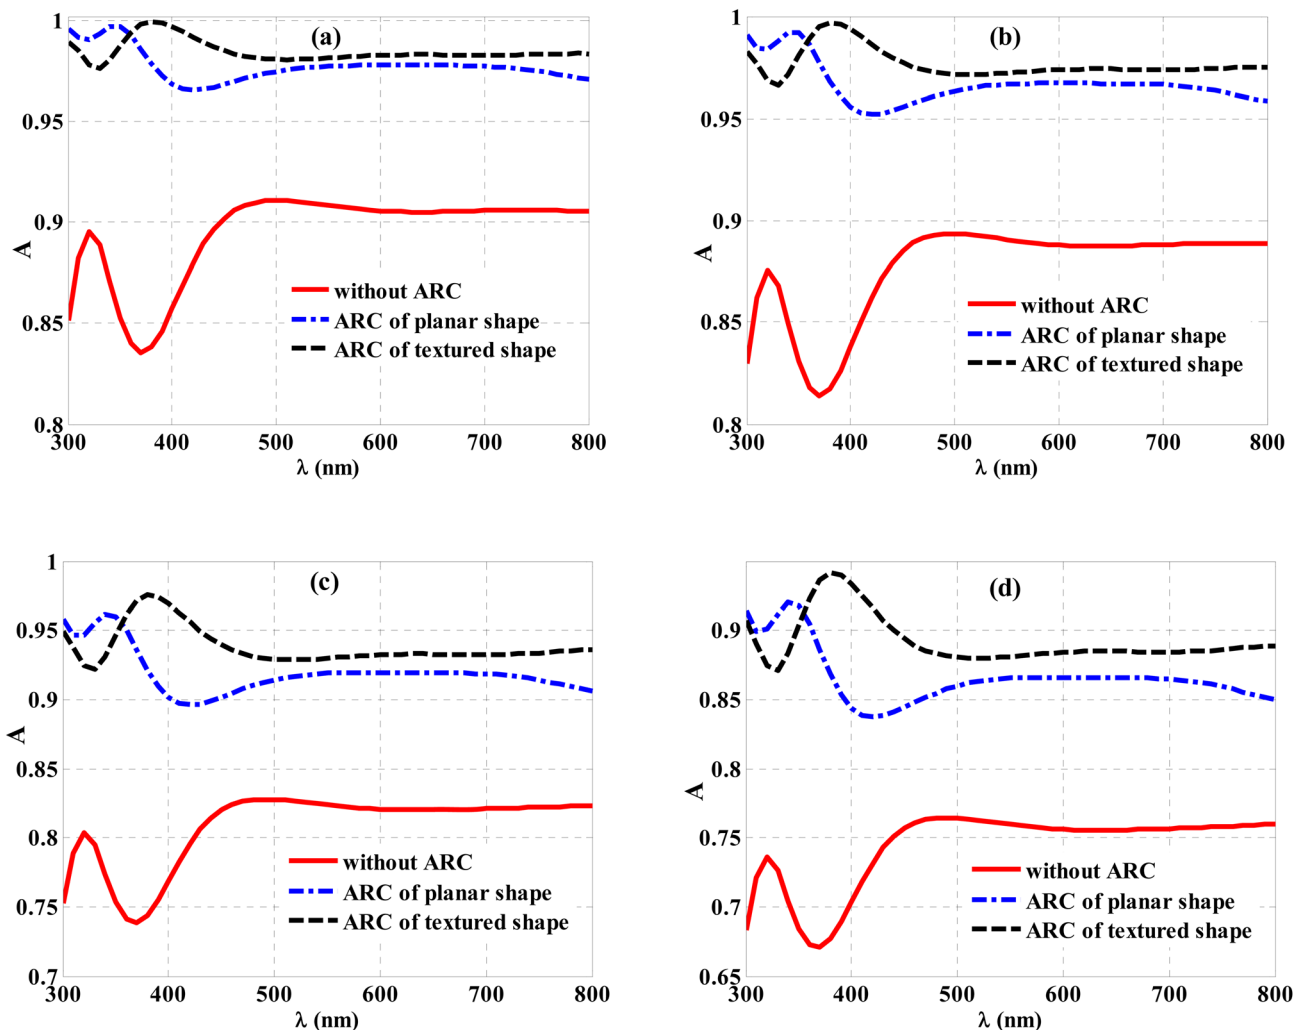 (a)
1
0.95
0.9
0.85
0.8
A
without ARC
ARC of planar shape
ARC of textured shape
300 400 500 600 700 800
λ (nm)
(b)
1
0.95
0.9
0.85
0.8
A
without ARC
ARC of planar shape
ARC of textured shape
300 400 500 600 700 800
λ (nm)
(c)
1
0.95
0.9
0.85
0.8
0.75
0.7
A
without ARC
ARC of planar shape
ARC of textured shape
300 400 500 600 700 800
λ (nm)
(d)
0.9
0.85
0.8
0.75
0.7
0.65
A
without ARC
ARC of planar shape
ARC of textured shape
300 400 500 600 700 800
λ (nm)